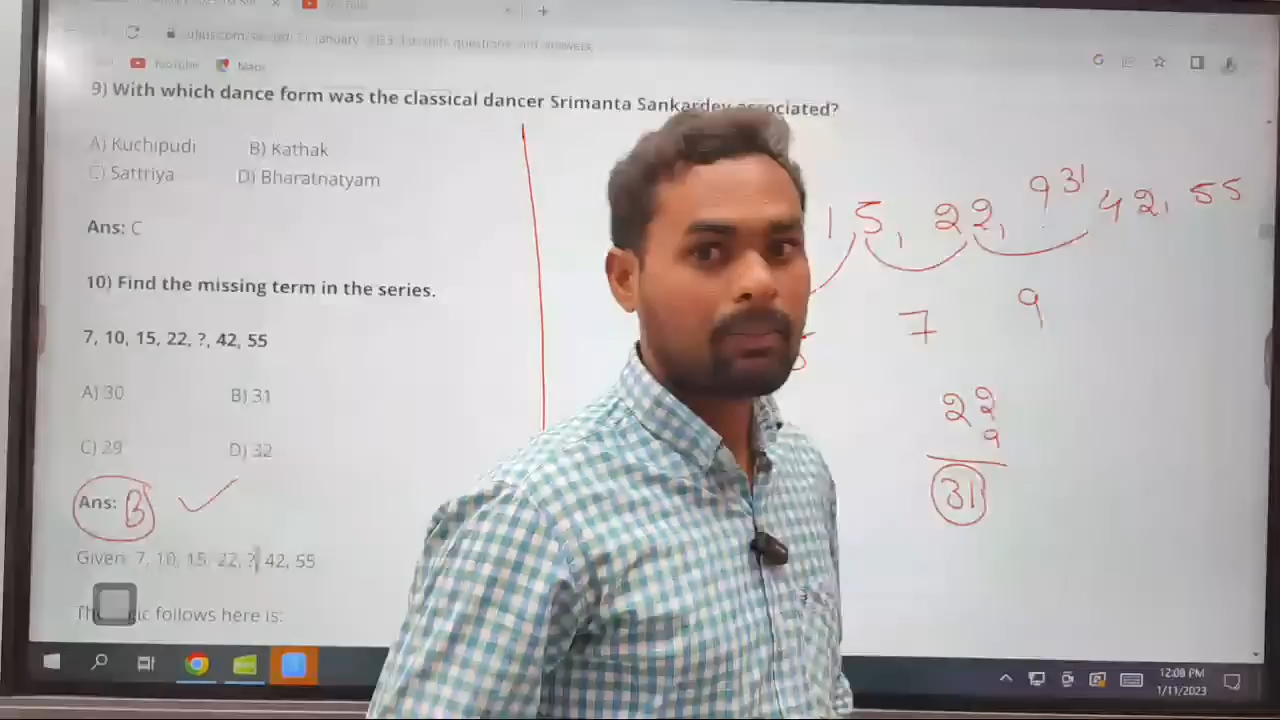 YouTube
Maps
9) With which dance form was the classical dancer Srimanta Sankardev associated?
A) Kuchipudi B) Kathak
C) Sattriya D) Bharatnatyam
Ans: C
10) Find the missing term in the series.
7, 10, 15, 22, ?, 42, 55
A) 30 B) 31
C) 29 D) 32
Ans: B
Given: 7, 10, 15, 22, ?, 42, 55
follows here is:
15, 22, 9 31 42, 55
7 9
22
9
31
12:08 PM
1/11/2023